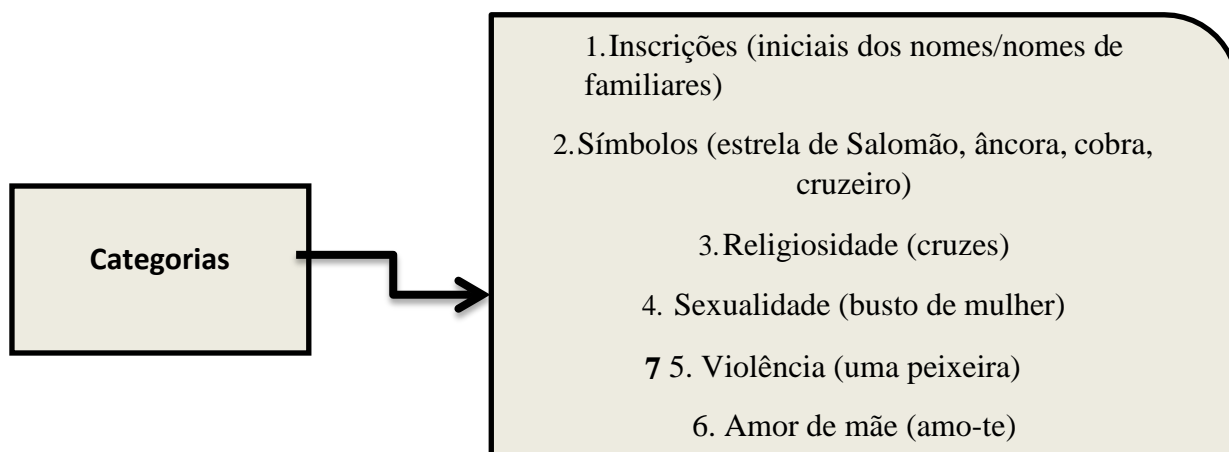 Categorias
1.Inscrições (iniciais dos nomes/nomes de
familiares)
2.Símbolos (estrela de Salomão, âncora, cobra,
cruzeiro)
3.Religiosidade (cruzes)
4. Sexualidade (busto de mulher)
7 5. Violência (uma peixeira)
6. Amor de mãe (amo-te)